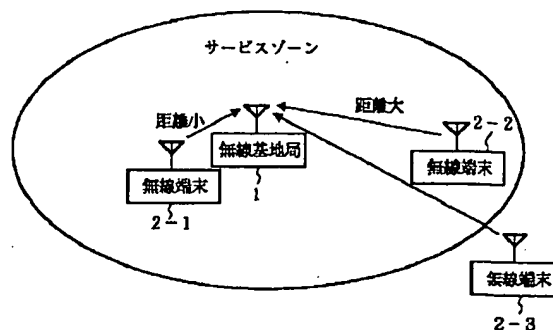 サービスゾーン
距離小
距離大
2-2
無線基地局
無線端末
無線端末
1
2-1
無線端末
2-3